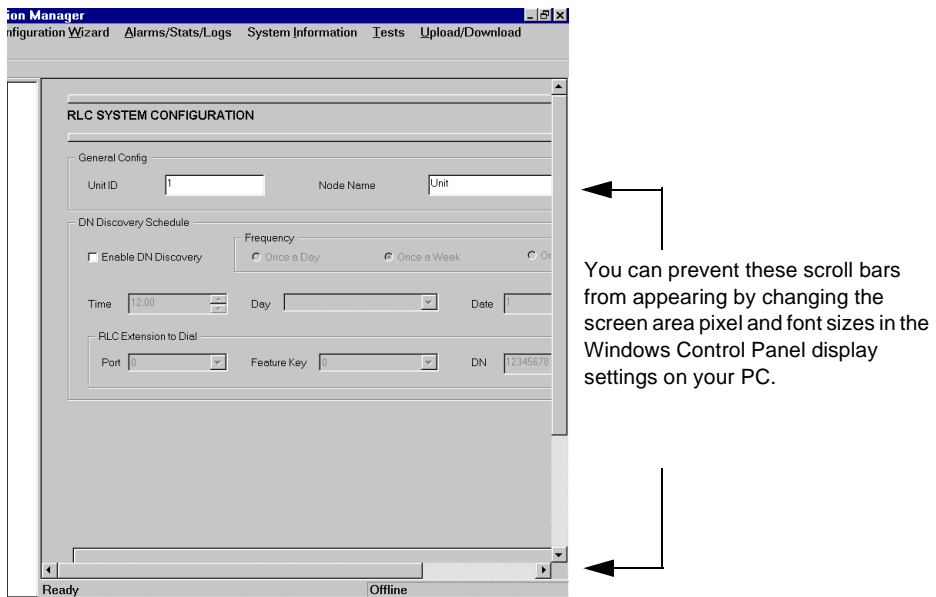 ion Manager
nfiguration Wizard Alarms/Stats/Logs System Information Tests Upload/Download
RLC SYSTEM CONFIGURATION
General Config
Unit ID 1 Node Name Unit
DN Discovery Schedule
Enable DN Discovery
Frequency
Once a Day Once a Week On
Time 12:00 Day Date 1
RLC Extension to Dial
Port 0 Feature Key 0 DN 12345678
Ready Offline
You can prevent these scroll bars
from appearing by changing the
screen area pixel and font sizes in the
Windows Control Panel display
settings on your PC.